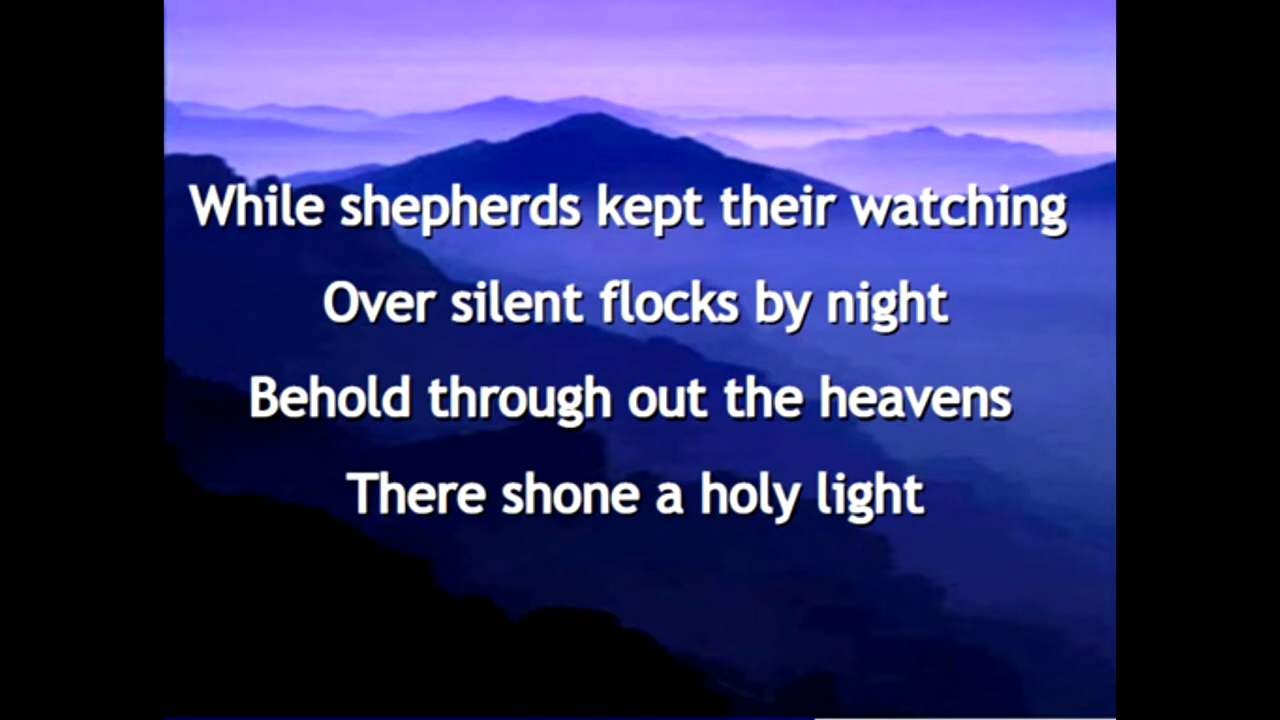 While shepherds kept their watching
Over silent flocks by night
Behold through out the heavens
There shone a holy light